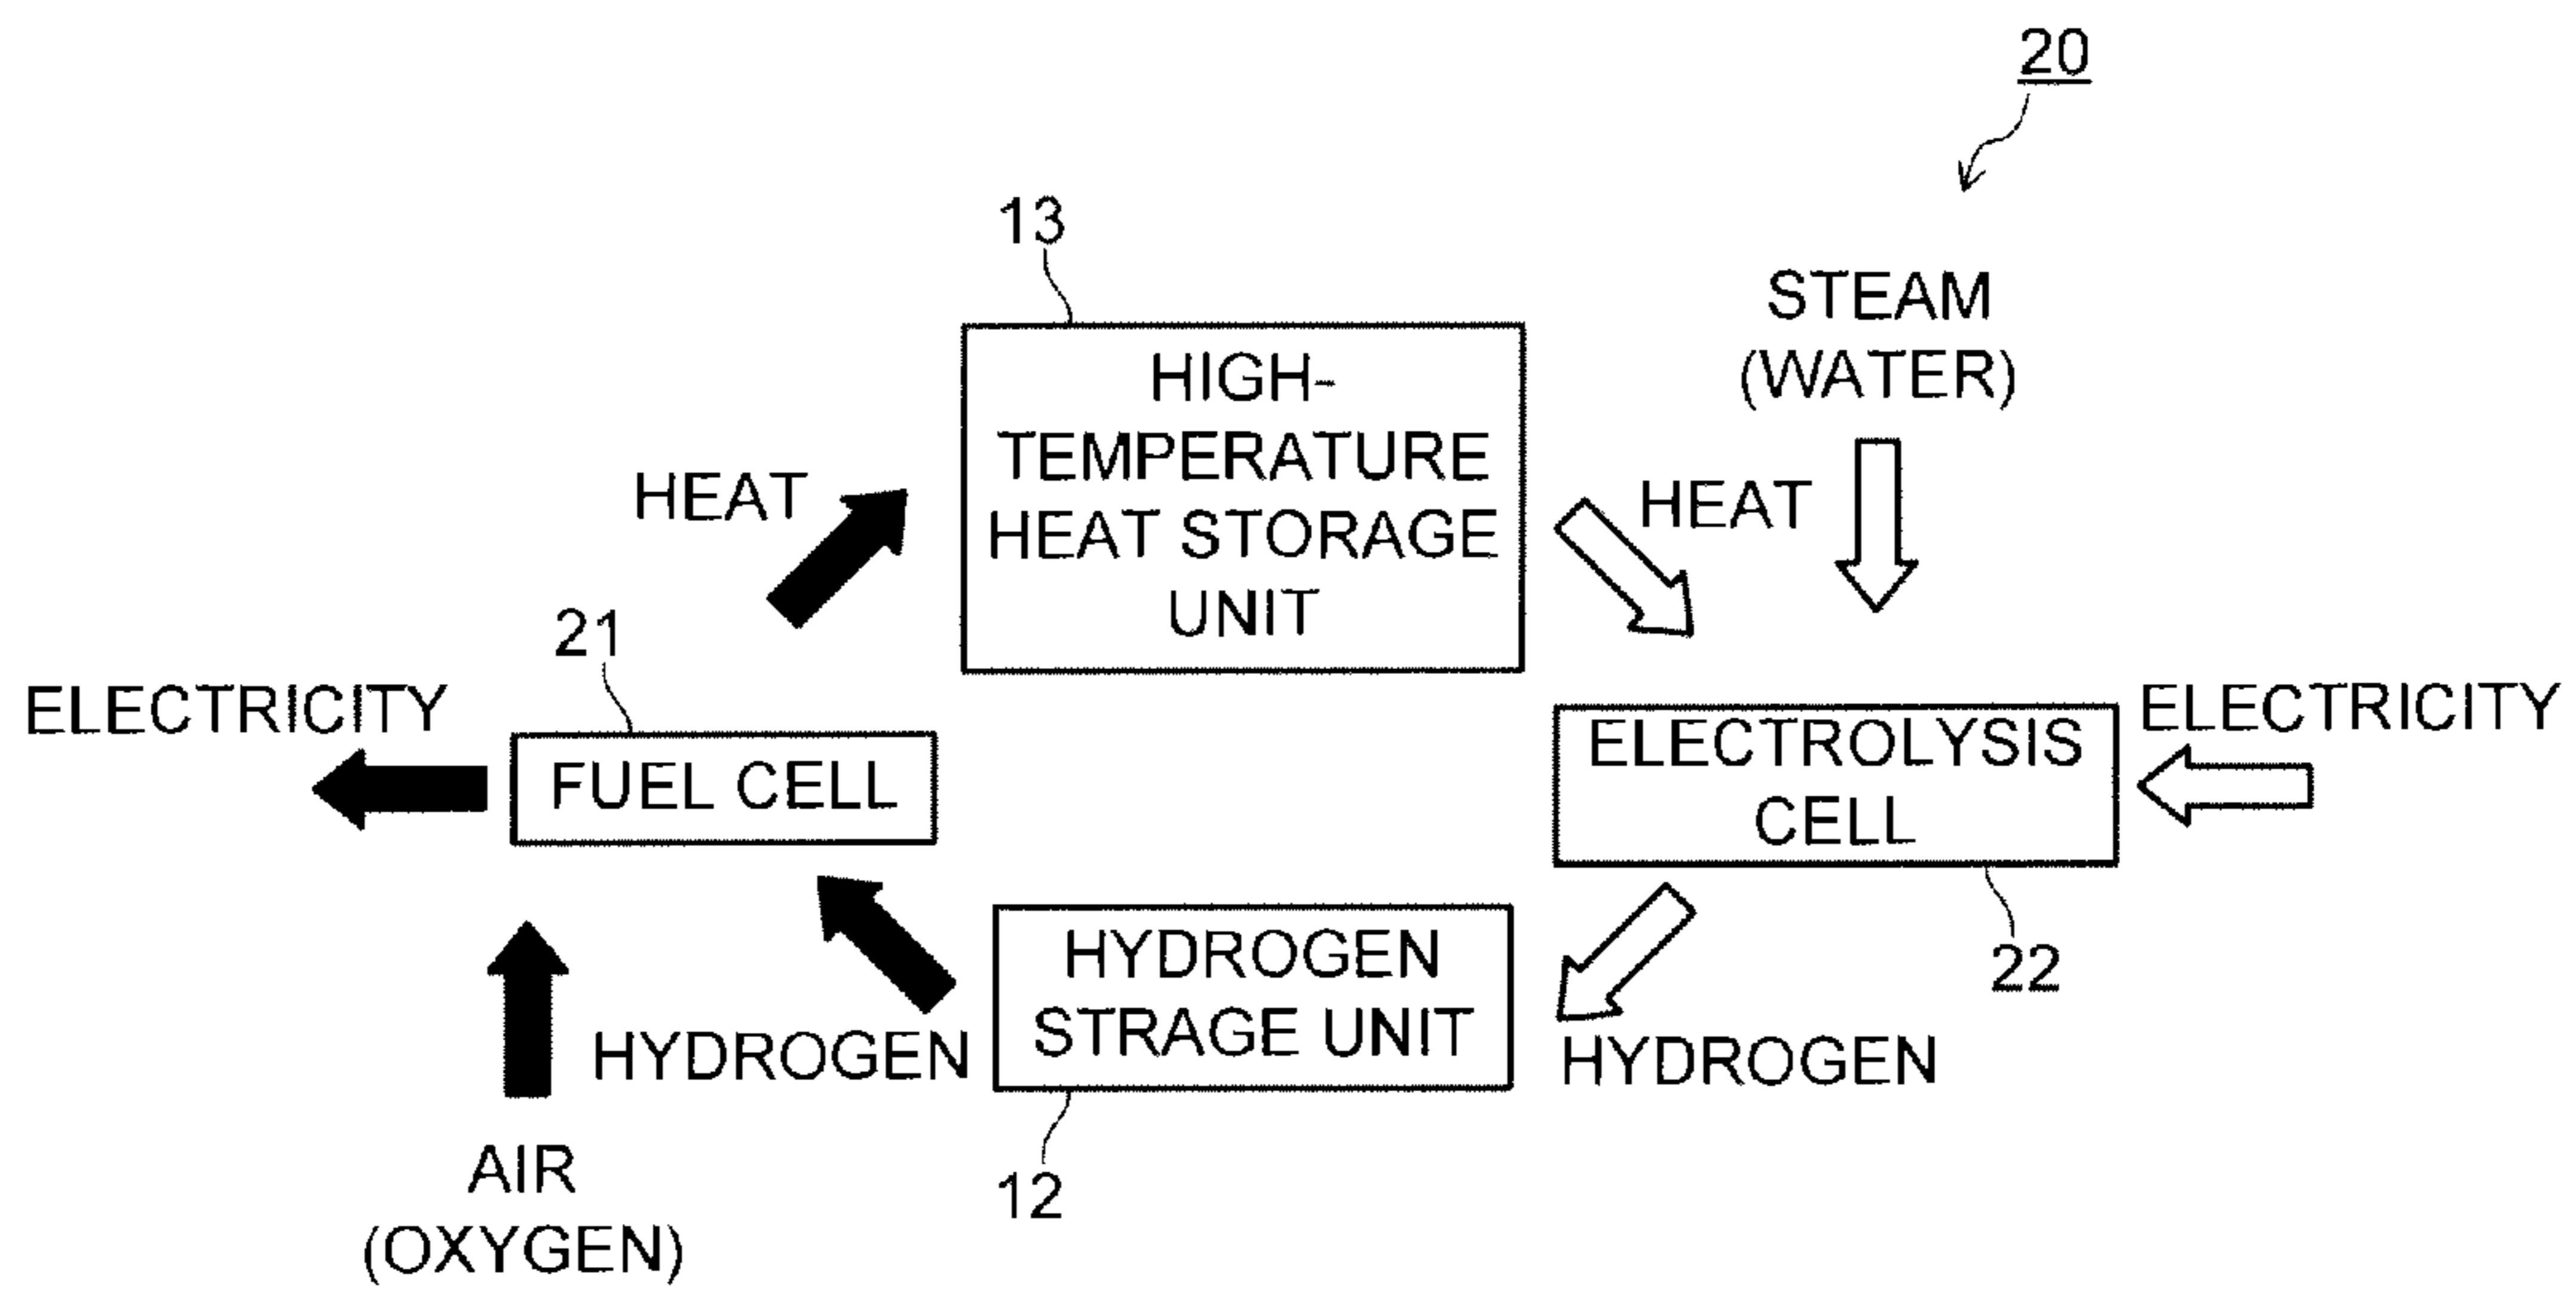 20
13
STEAM
(WATER)
HIGH-
TEMPERATURE
HEAT STORAGE
UNIT
HEAT
HEAT
21
ELECTRICITY
FUEL CELL
ELECTROLYSIS
CELL
ELECTRICITY
22
HYDROGEN
STRAGE UNIT
HYDROGEN
HYDROGEN
12
AIR
(OXYGEN)